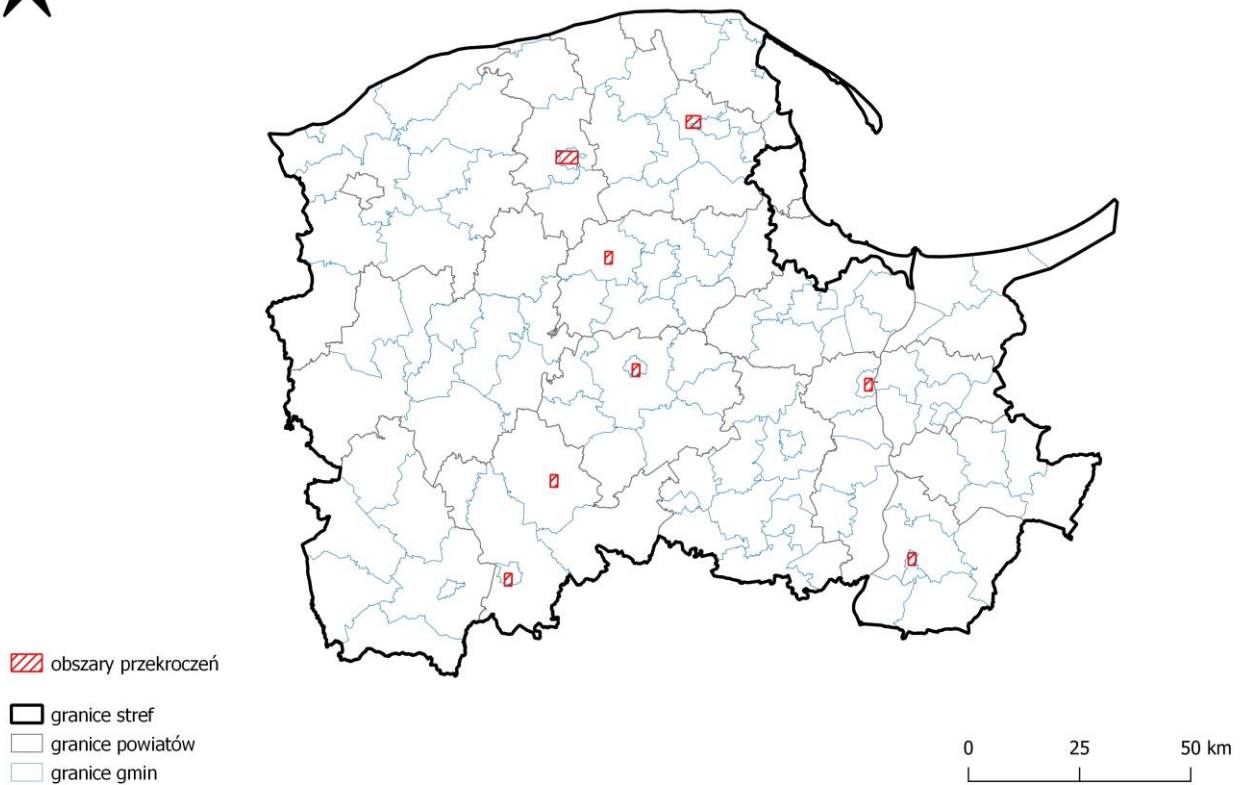 obszary przekroczeń
granice stref
granice powiatów
granice gmin
0 25 50 km